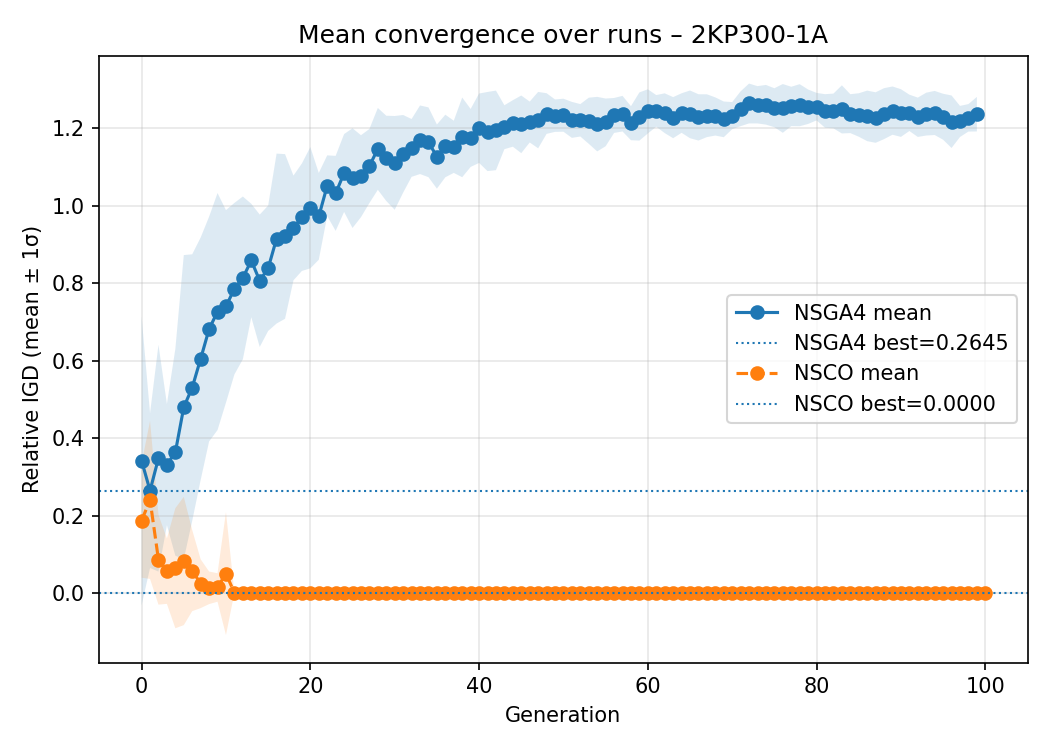 Mean convergence over runs – 2KP300-1A
Relative IGD (mean ± 1σ)
1.2
1.0
0.8
0.6
0.4
0.2
0.0
NSGA4 mean
NSGA4 best=0.2645
NSCO mean
NSCO best=0.0000
0 20 40 60 80 100
Generation